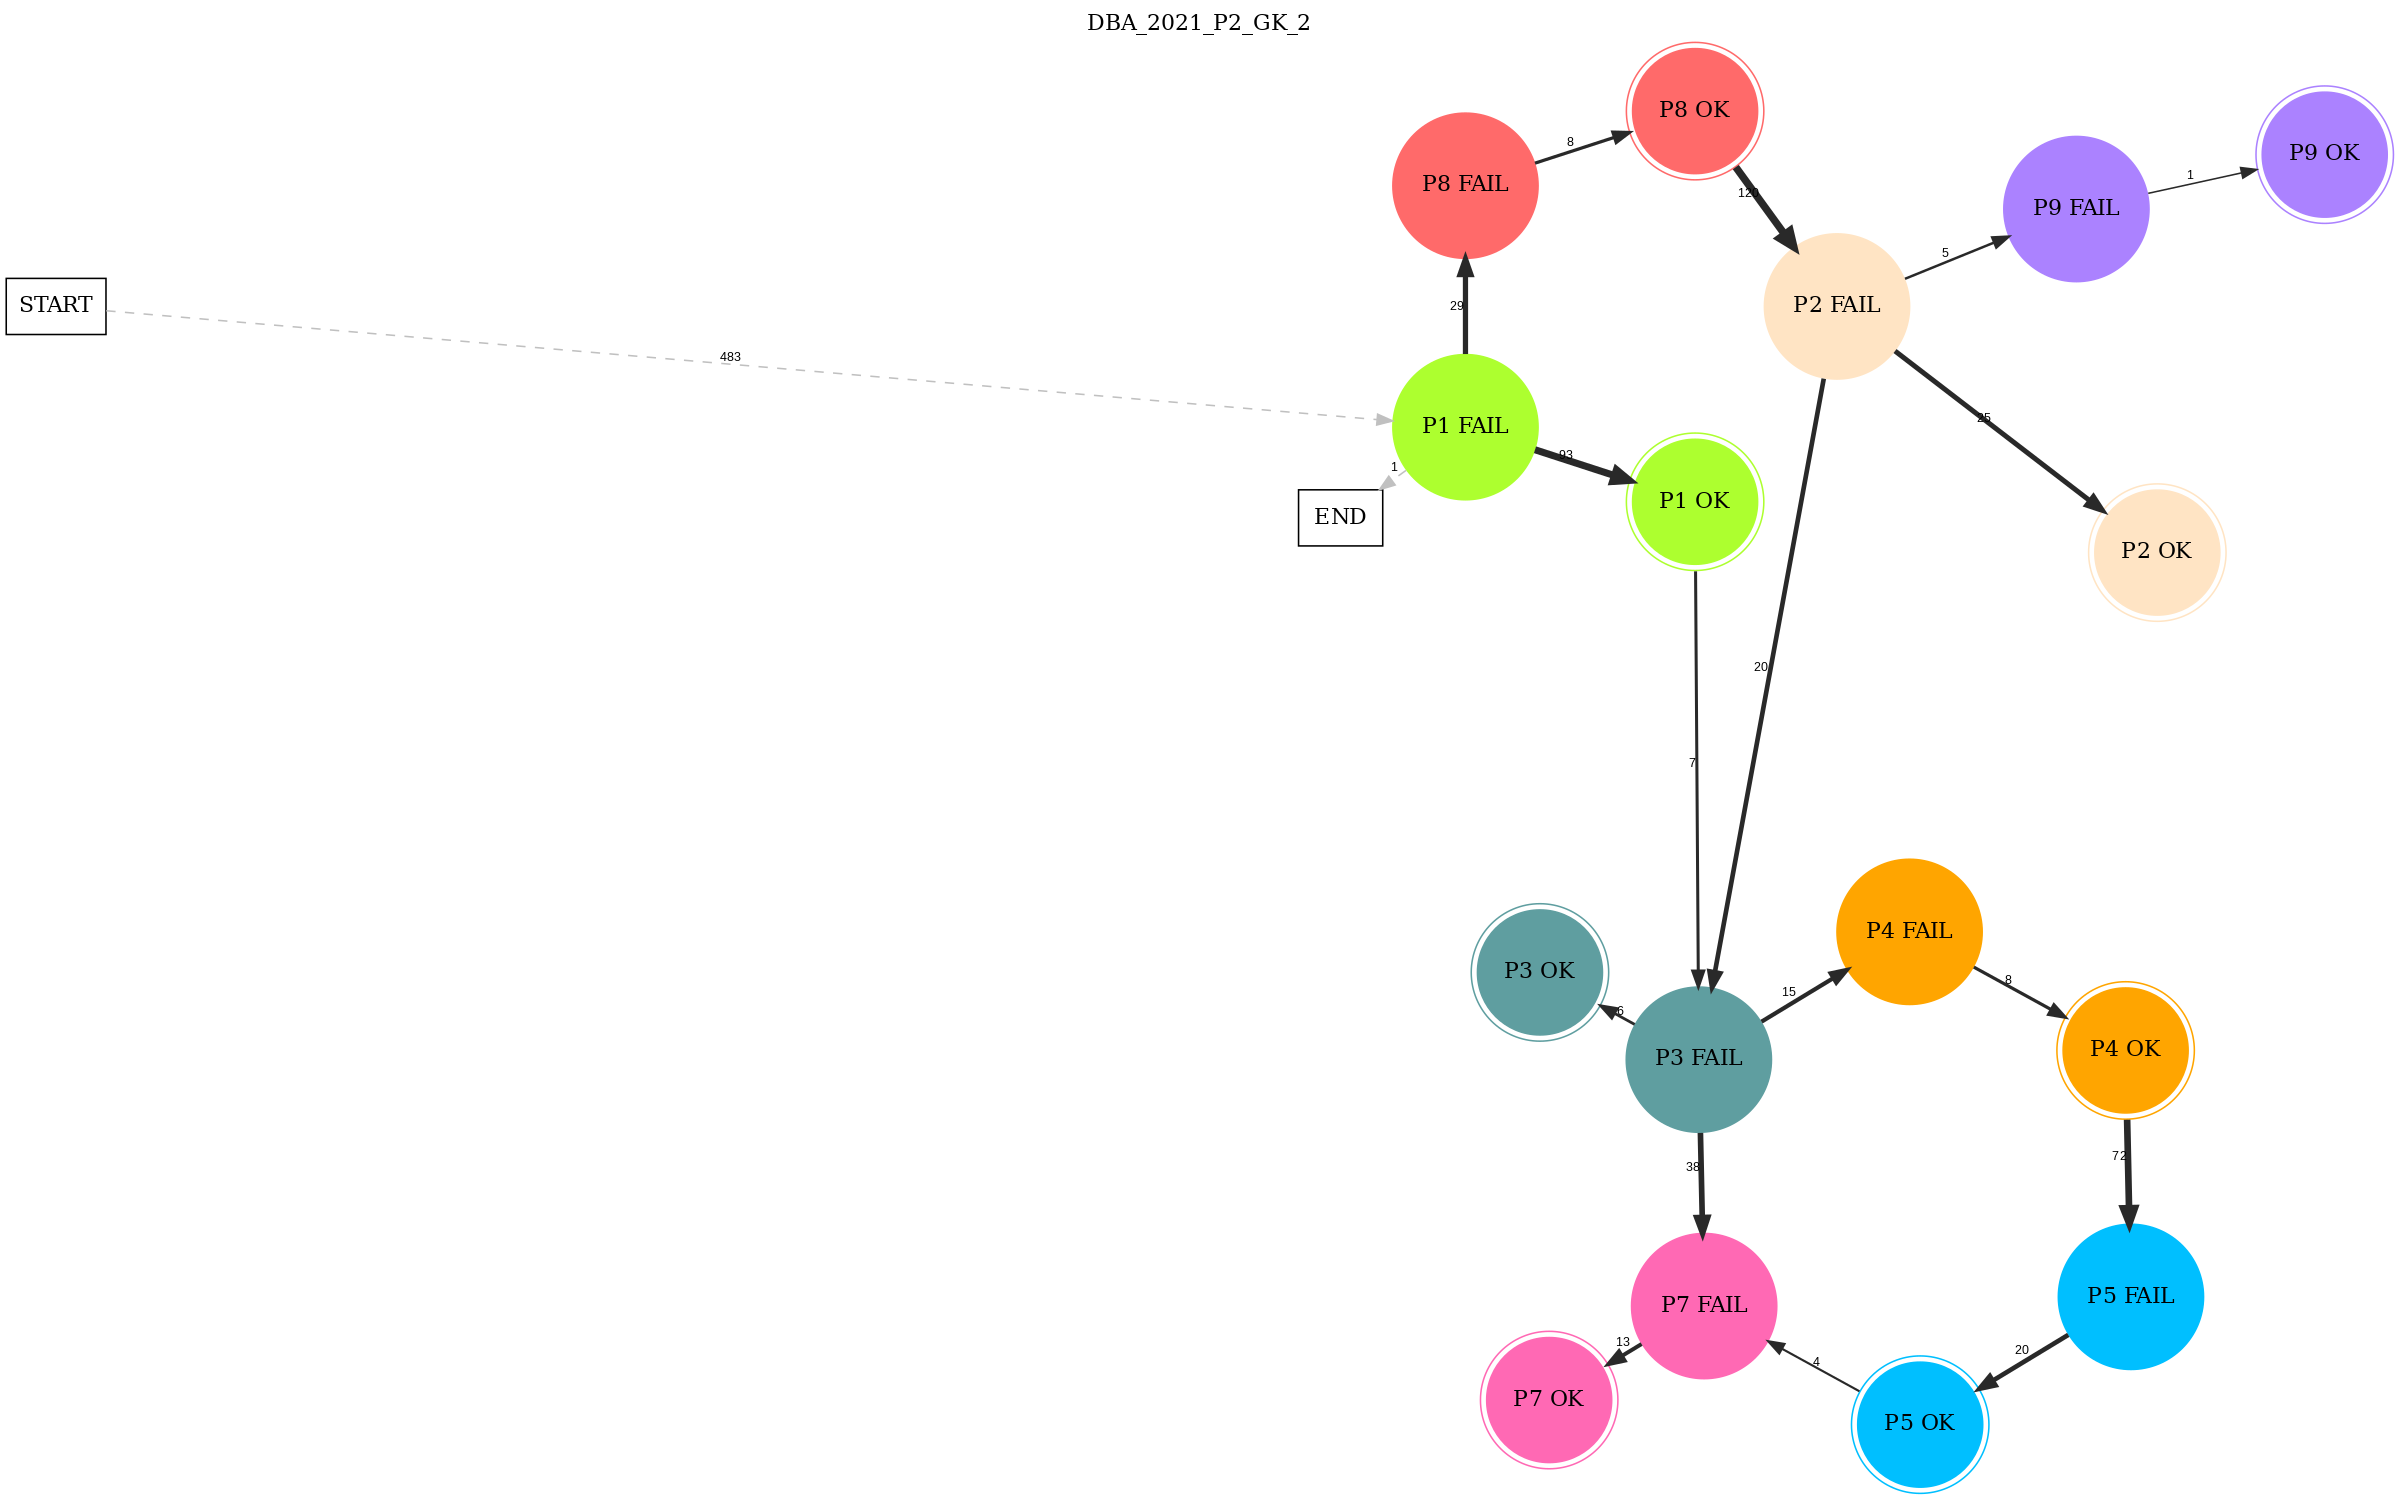 DBA_2021_P2_GK_2
P8 OK
8
P9 OK
P8 FAIL
1
120
P9 FAIL
5
START
29
P2 FAIL
483
25
P1 FAIL
93
1
P1 OK
END
P2 OK
20
7
P4 FAIL
P3 OK
8
15
6
P4 OK
P3 FAIL
72
38
P5 FAIL
P7 FAIL
13
20
4
P7 OK
P5 OK